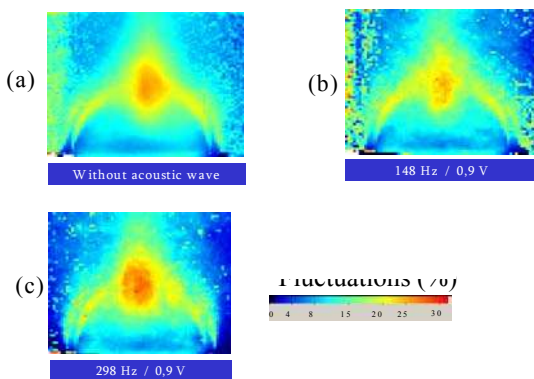 (a)
Without acoustic wave
(b)
148 Hz / 0,9 V
(c)
298 Hz / 0,9 V
Fluctuations (%)
0 4 8 15 20 25 30